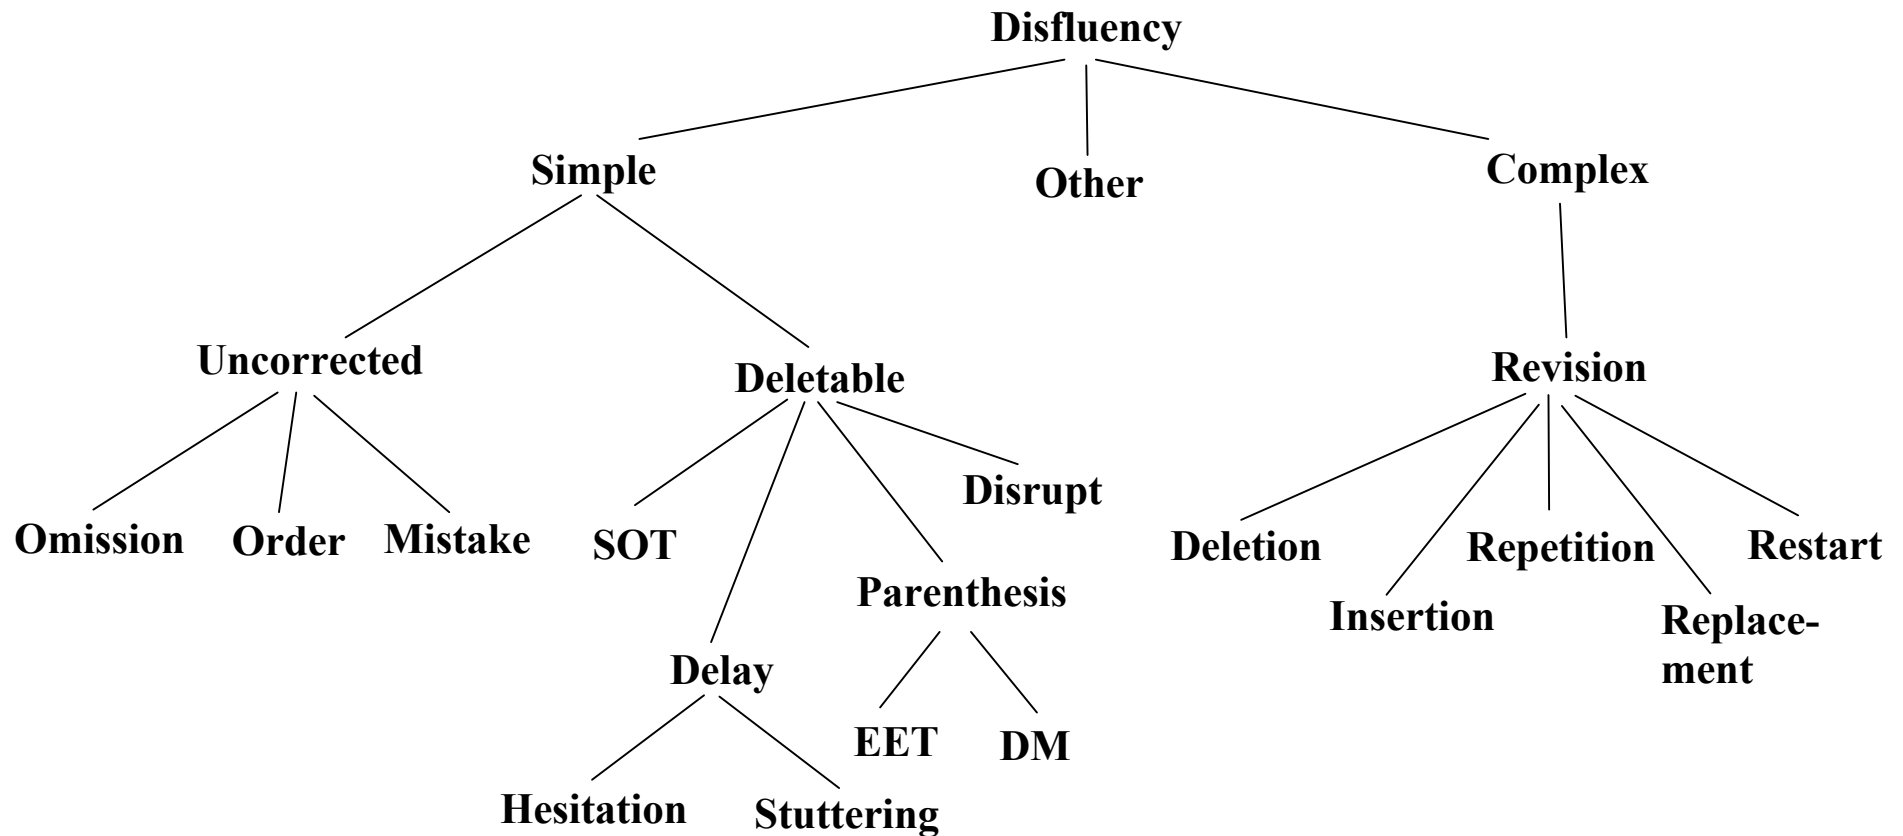 Disfluency
Simple
Other
Complex
Uncorrected
Deletable
Revision
Omission
Order
Mistake
SOT
Disrupt
Deletion
Repetition
Restart
Parenthesis
Insertion
Replace-
ment
Delay
EET
DM
Hesitation
Stuttering